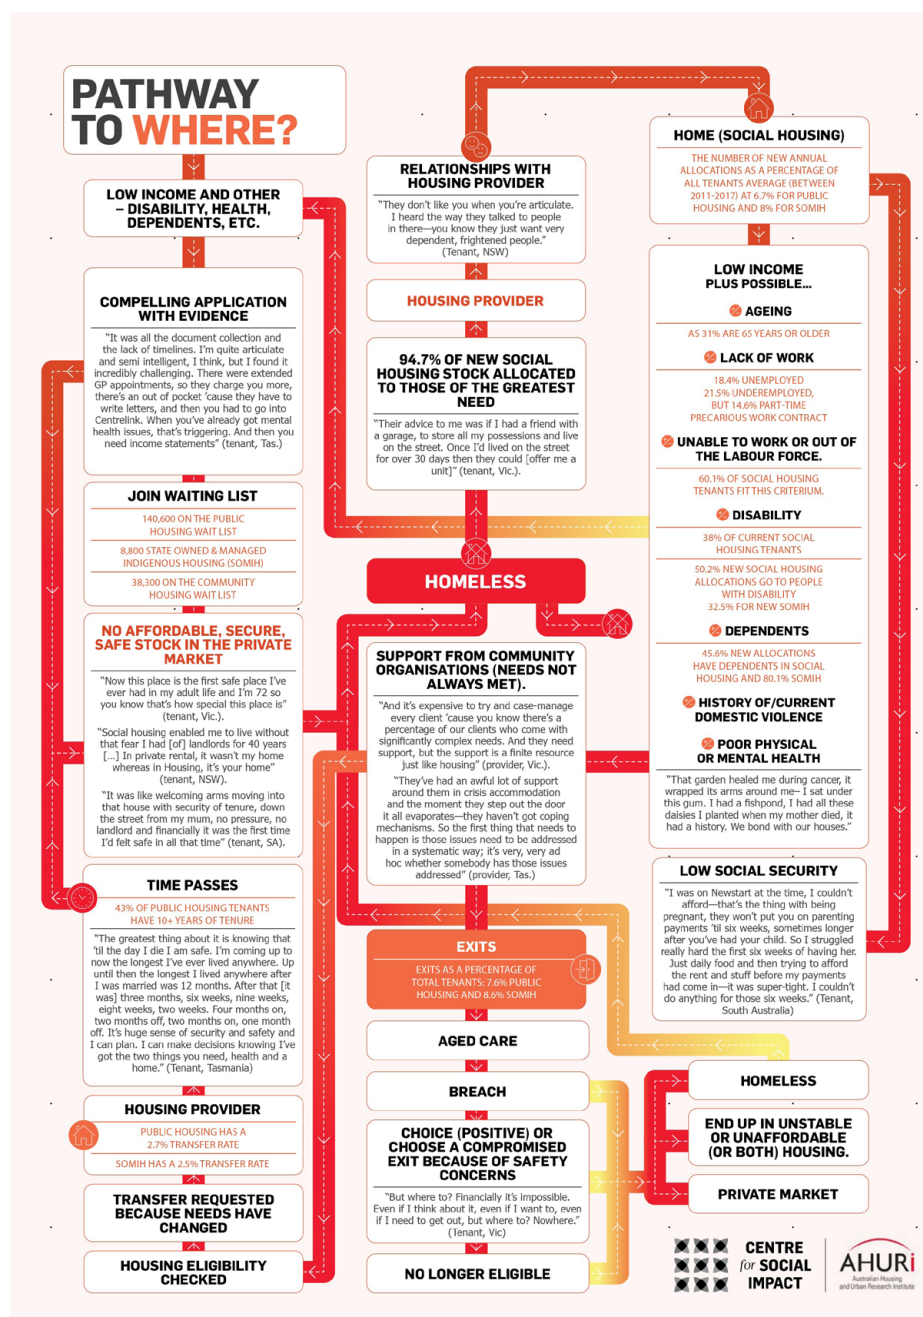 PATHWAY
TO WHERE?
LOW INCOME AND OTHER
– DISABILITY, HEALTH,
DEPENDENTS, ETC.
COMPELLING APPLICATION
WITH EVIDENCE
"It was all the document collection and
the lack of timelines. I'm quite articulate
and semi intelligent, I think, but I found it
incredibly challenging. There were extended
GP appointments, so they charge you more,
there's an out of pocket 'cause they have to
write letters, and then you had to go into
Centrelink. When you've already got mental
health issues, that's triggering. And then you
need income statements" (tenant, Tas.)
JOIN WAITING LIST
140,600 ON THE PUBLIC
HOUSING WAIT LIST
8,800 STATE OWNED & MANAGED
INDIGENOUS HOUSING (SOMIH)
38,300 ON THE COMMUNITY
HOUSING WAIT LIST
NO AFFORDABLE, SECURE,
SAFE STOCK IN THE PRIVATE
MARKET
"Now this place is the first safe place I've
ever had in my adult life and I'm 72 so
you know that's how special this place is"
(tenant, Vic.).
"Social housing enabled me to live without
that fear I had [of] landlords for 40 years
[...] In private rental, it wasn't my home
whereas in Housing, it's your home"
(tenant, NSW).
"It was like welcoming arms moving into
that house with security of tenure, down
the street from my mum, no pressure, no
landlord and financially it was the first time
I'd felt safe in all that time" (tenant, SA).
TIME PASSES
43% OF PUBLIC HOUSING TENANTS
HAVE 10+ YEARS OF TENURE
"The greatest thing about it is knowing that
'til the day I die I am safe. I'm coming up to
now the longest I've ever lived anywhere. Up
until then the longest I lived anywhere after
I was married was 12 months. After that [it
was] three months, six weeks, nine weeks,
eight weeks, two weeks. Four months on,
two months off, two months on, one month
off. It's huge sense of security and safety and
I can plan. I can make decisions knowing I've
got the two things you need, health and a
home." (Tenant, Tasmania)
HOUSING PROVIDER
PUBLIC HOUSING HAS A
2.7% TRANSFER RATE
SOMIH HAS A 2.5% TRANSFER RATE
TRANSFER REQUESTED
BECAUSE NEEDS HAVE
CHANGED
HOUSING ELIGIBILITY
CHECKED
RELATIONSHIPS WITH
HOUSING PROVIDER
"They don't like you when you're articulate.
I heard the way they talked to people
in there—you know they just want very
dependent, frightened people."
(Tenant, NSW)
HOUSING PROVIDER
94.7% OF NEW SOCIAL
HOUSING STOCK ALLOCATED
TO THOSE OF THE GREATEST
NEED
"Their advice to me was if I had a friend with
a garage, to store all my possessions and live
on the street. Once I'd lived on the street
for over 30 days then they could [offer me a
unit]" (tenant, Vic.).
HOMELESS
SUPPORT FROM COMMUNITY
ORGANISATIONS (NEEDS NOT
ALWAYS MET).
"And it's expensive to try and case-manage
every client 'cause you know there's a
percentage of our clients who come with
significantly complex needs. And they need
support, but the support is a finite resource
just like housing" (provider, Vic.).
"They've had an awful lot of support
around them in crisis accommodation
and the moment they step out the door
it all evaporates—they haven't got coping
mechanisms. So the first thing that needs to
happen is those issues need to be addressed
in a systematic way; it's very, very ad
hoc whether somebody has those issues
addressed" (provider, Tas.)
EXITS
EXITS AS A PERCENTAGE OF
TOTAL TENANTS: 7.6% PUBLIC
HOUSING AND 8.6% SOMIH
AGED CARE
BREACH
CHOICE (POSITIVE) OR
CHOOSE A COMPROMISED
EXIT BECAUSE OF SAFETY
CONCERNS
"But where to? Financially it's impossible.
Even if I think about it, even if I want to, even
if I need to get out, but where to? Nowhere."
(Tenant, Vic)
NO LONGER ELIGIBLE
HOME (SOCIAL HOUSING)
THE NUMBER OF NEW ANNUAL
ALLOCATIONS AS A PERCENTAGE OF
ALL TENANTS AVERAGE (BETWEEN
2011-2017) AT 6.7% FOR PUBLIC
HOUSING AND 8% FOR SOMIH
LOW INCOME
PLUS POSSIBLE...
AGEING
AS 31% ARE 65 YEARS OR OLDER
LACK OF WORK
18.4% UNEMPLOYED
21.5% UNDEREMPLOYED,
BUT 14.6% PART-TIME
PRECARIOUS WORK CONTRACT
UNABLE TO WORK OR OUT OF
THE LABOUR FORCE.
60.1% OF SOCIAL HOUSING
TENANTS FIT THIS CRITERIUM.
DISABILITY
38% OF CURRENT SOCIAL
HOUSING TENANTS
50.2% NEW SOCIAL HOUSING
ALLOCATIONS GO TO PEOPLE
WITH DISABILITY
32.5% FOR NEW SOMIH
DEPENDENTS
45.6% NEW ALLOCATIONS
HAVE DEPENDENTS IN SOCIAL
HOUSING AND 80.1% SOMIH
HISTORY OF/CURRENT
DOMESTIC VIOLENCE
POOR PHYSICAL
OR MENTAL HEALTH
"That garden healed me during cancer, it
wrapped its arms around me– I sat under
this gum. I had a fishpond, I had all these
daisies I planted when my mother died, it
had a history. We bond with our houses."
LOW SOCIAL SECURITY
"I was on Newstart at the time, I couldn't
afford—that's the thing with being
pregnant, they won't put you on parenting
payments 'til six weeks, sometimes longer
after you've had your child. So I struggled
really hard the first six weeks of having her.
Just daily food and then trying to afford
the rent and stuff before my payments
had come in—it was super-tight. I couldn't
do anything for those six weeks." (Tenant,
South Australia)
HOMELESS
END UP IN UNSTABLE
OR UNAFFORDABLE
(OR BOTH) HOUSING.
PRIVATE MARKET
CENTRE
for SOCIAL
IMPACT
AHURi
Australian Housing
and Urban Research Institute